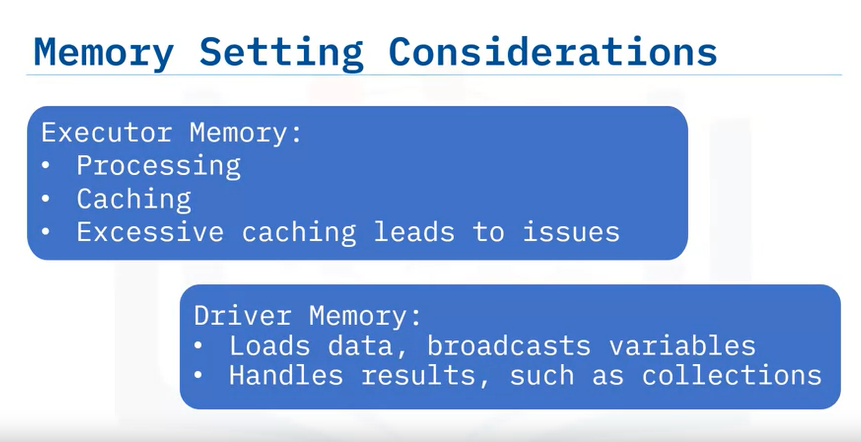 Memory Setting Considerations
Executor Memory:
• Processing
• Caching
• Excessive caching leads to issues
Driver Memory:
• Loads data, broadcasts variables
• Handles results, such as collections